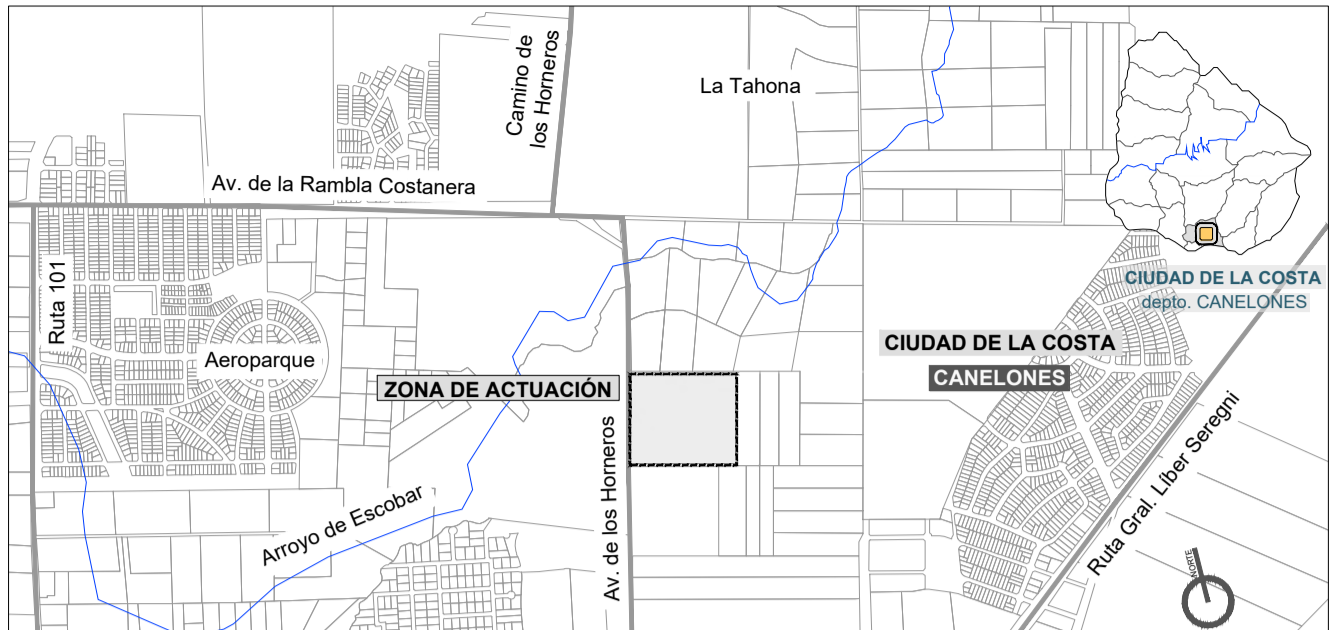 Camino de
los Horneros
La Tahona
Av. de la Rambla Costanera
Ruta 101
CIUDAD DE LA COSTA
depto. CANELONES
Aeroparque
CIUDAD DE LA COSTA
CANELONES
ZONA DE ACTUACIÓN
Av. de los Horneros
Arroyo de Escobar
Ruta Gral. Líber Seregni
NORTE